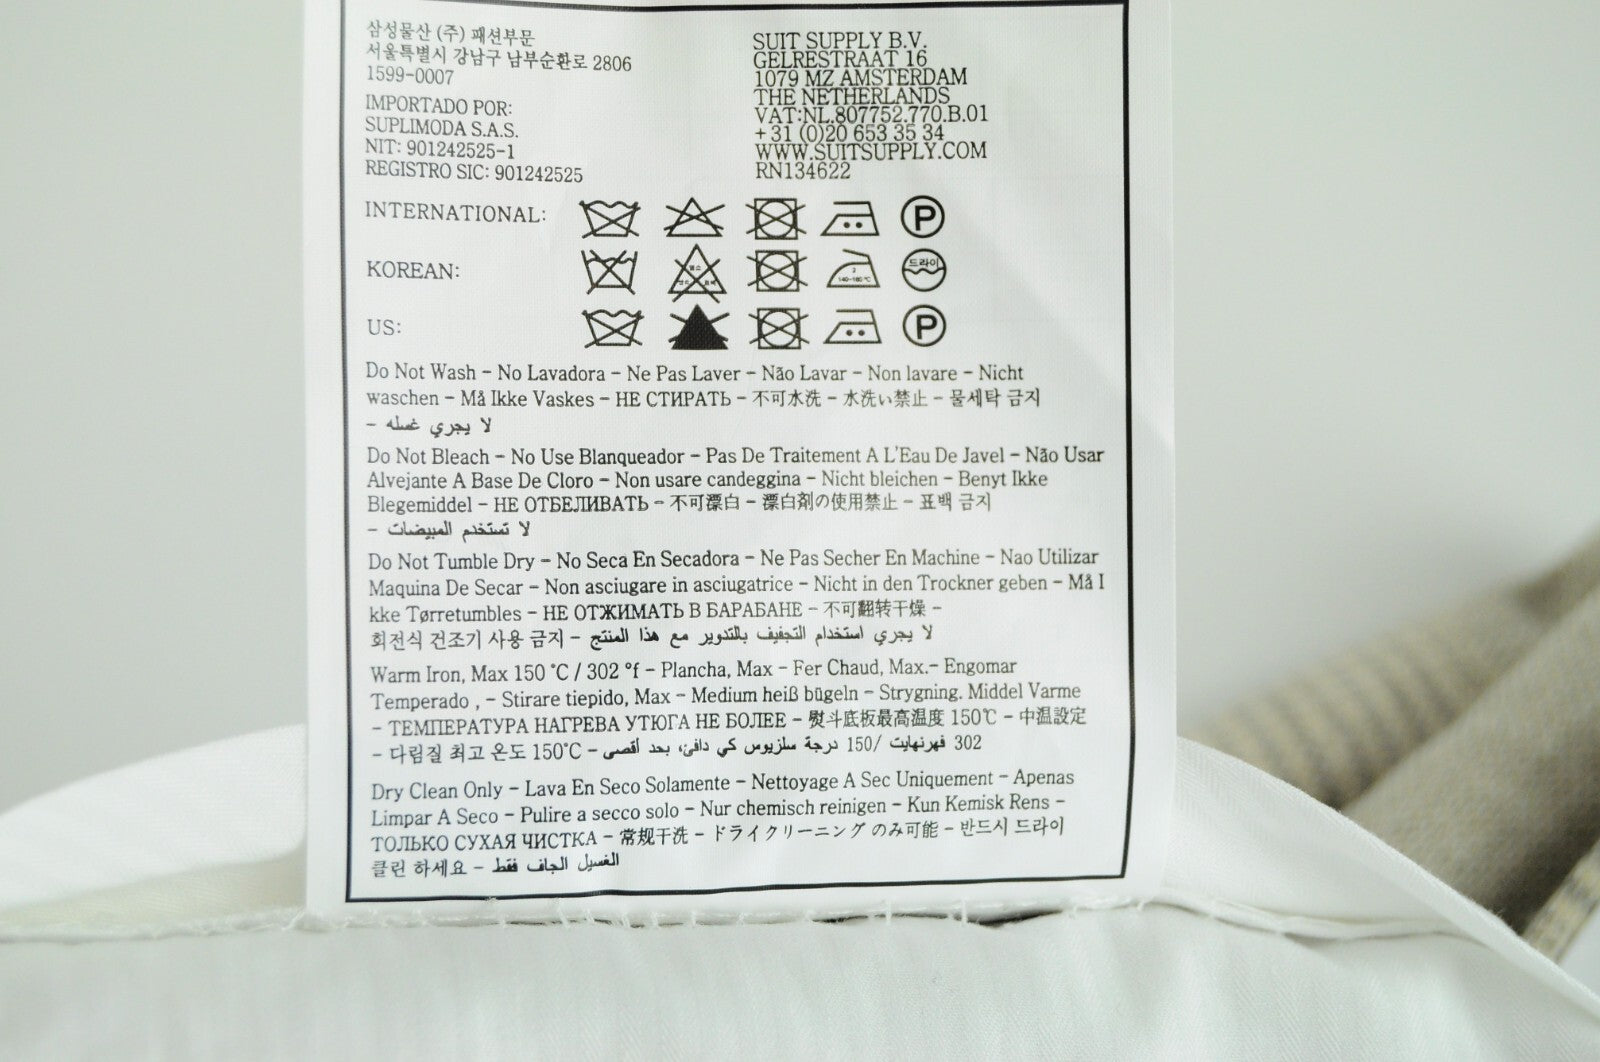 삼성물산 (주) 패션부문
서울특별시 강남구 남부순환로 2806
1599-0007
IMPORTADO POR:
SUPLIMODA S.A.S.
NIT: 901242525-1
REGISTRO SIC: 901242525
SUIT SUPPLY B.V.
GELRESTRAAT 16
1079 MZ AMSTERDAM
THE NETHERLANDS
VAT:NL.807752.770.B.01
+31 (0)20 653 35 34
WWW.SUITSUPPLY.COM
RN134622
INTERNATIONAL:
P
KOREAN:
2
140~160℃
드라이
US:
P
Do Not Wash - No Lavadora - Ne Pas Laver - Não Lavar - Non lavare - Nicht
waschen - Må Ikke Vaskes - НЕ СТИРАТЬ - 不可水洗 - 水洗い禁止 - 물세탁 금지
- لا يجري غسله
Do Not Bleach - No Use Blanqueador - Pas De Traitement A L'Eau De Javel - Não Usar
Alvejante A Base De Cloro - Non usare candeggina - Nicht bleichen - Benyt Ikke
Blegemiddel - НЕ ОТБЕЛИВАТЬ - 不可漂白 - 漂白剤の使用禁止 - 표백 금지
- لا تستخدم المبيضات
Do Not Tumble Dry - No Seca En Secadora - Ne Pas Secher En Machine - Nao Utilizar
Maquina De Secar - Non asciugare in asciugatrice - Nicht in den Trockner geben - Må I
kke Tørretumbles - НЕ ОТЖИМАТЬ В БАРАБАНЕ - 不可翻转干燥 -
회전식 건조기 사용 금지 - لا يجري استخدام التجفيف بالتدوير مع هذا المنتج
Warm Iron, Max 150 °C / 302 °f - Plancha, Max - Fer Chaud, Max.- Engomar
Temperado , - Stirare tiepido, Max - Medium heiß bügeln - Strygning. Middel Varme
- ТЕМПЕРАТУРА НАГРЕВА УТЮГА НЕ БОЛЕЕ - 熨斗底板最高温度 150℃ - 中温設定
- 다림질 최고 온도 150℃ - 302 فهرنهايت /150 درجة سلزيوس كي دافئ، بحد أقصى
Dry Clean Only - Lava En Seco Solamente - Nettoyage A Sec Uniquement - Apenas
Limpar A Seco - Pulire a secco solo - Nur chemisch reinigen - Kun Kemisk Rens -
ТОЛЬКО СУХАЯ ЧИСТКА - 常规干洗 - ドライクリーニング のみ可能 - 반드시 드라이
클린 하세요 - الغسيل الجاف فقط